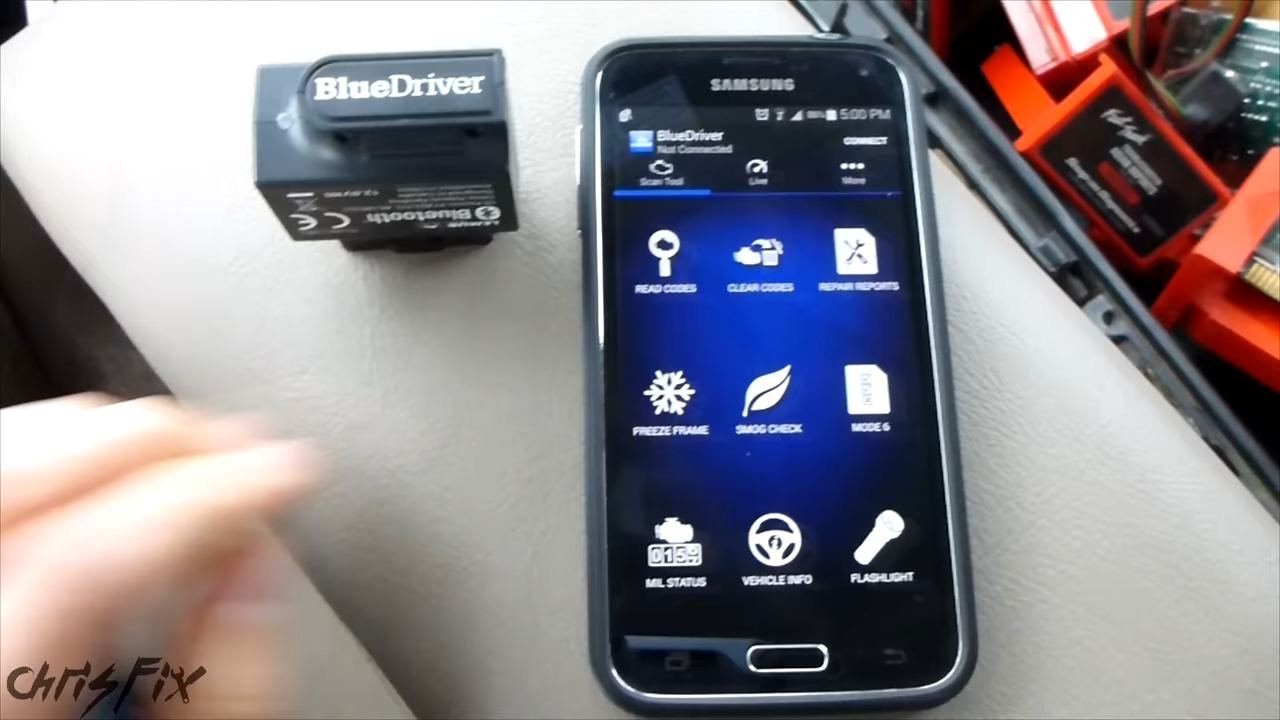 BlueDriver
Bluetooth
SAMSUNG
5:00 PM
BlueDriver
Not Connected
CONNECT
Scan Tool
Live
More
READ CODES
CLEAR CODES
REPAIR REPORTS
FREEZE FRAME
SMOG CHECK
MODE 6
MIL STATUS
VEHICLE INFO
FLASHLIGHT
chrisFix